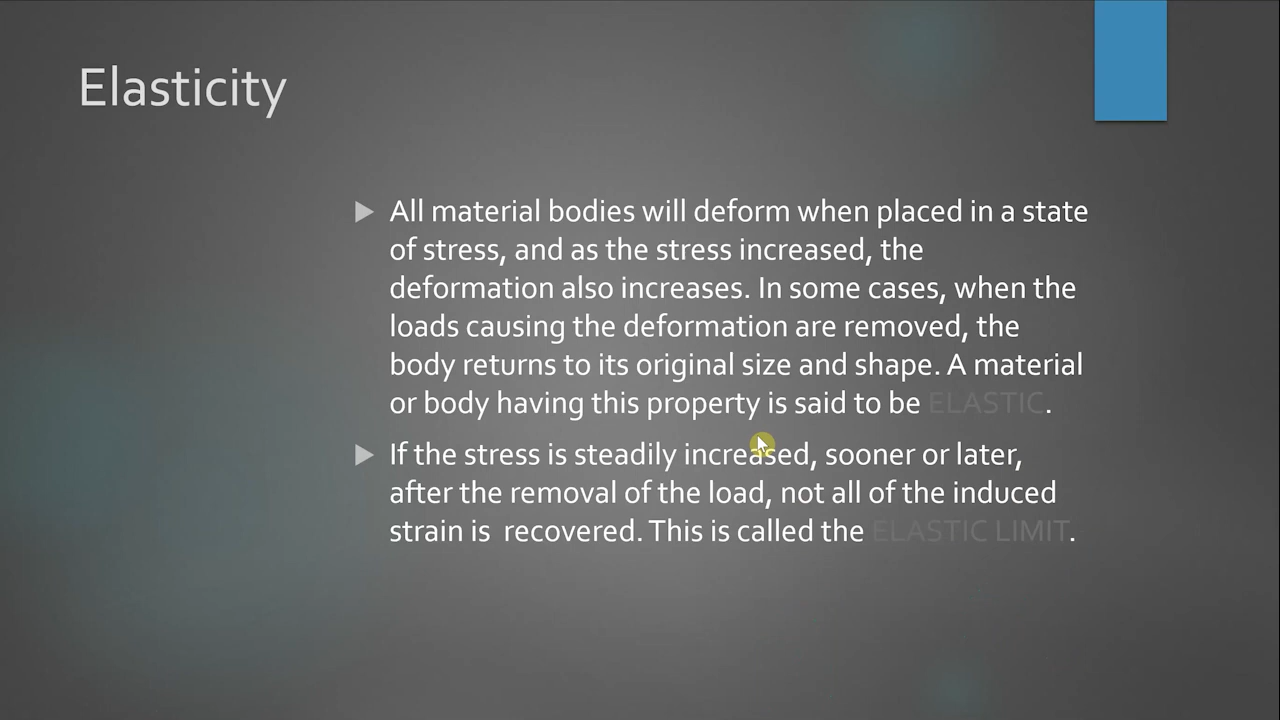 Elasticity
All material bodies will deform when placed in a state
of stress, and as the stress increased, the
deformation also increases. In some cases, when the
loads causing the deformation are removed, the
body returns to its original size and shape. A material
or body having this property is said to be ELASTIC.
If the stress is steadily increased, sooner or later,
after the removal of the load, not all of the induced
strain is  recovered. This is called the ELASTIC LIMIT.